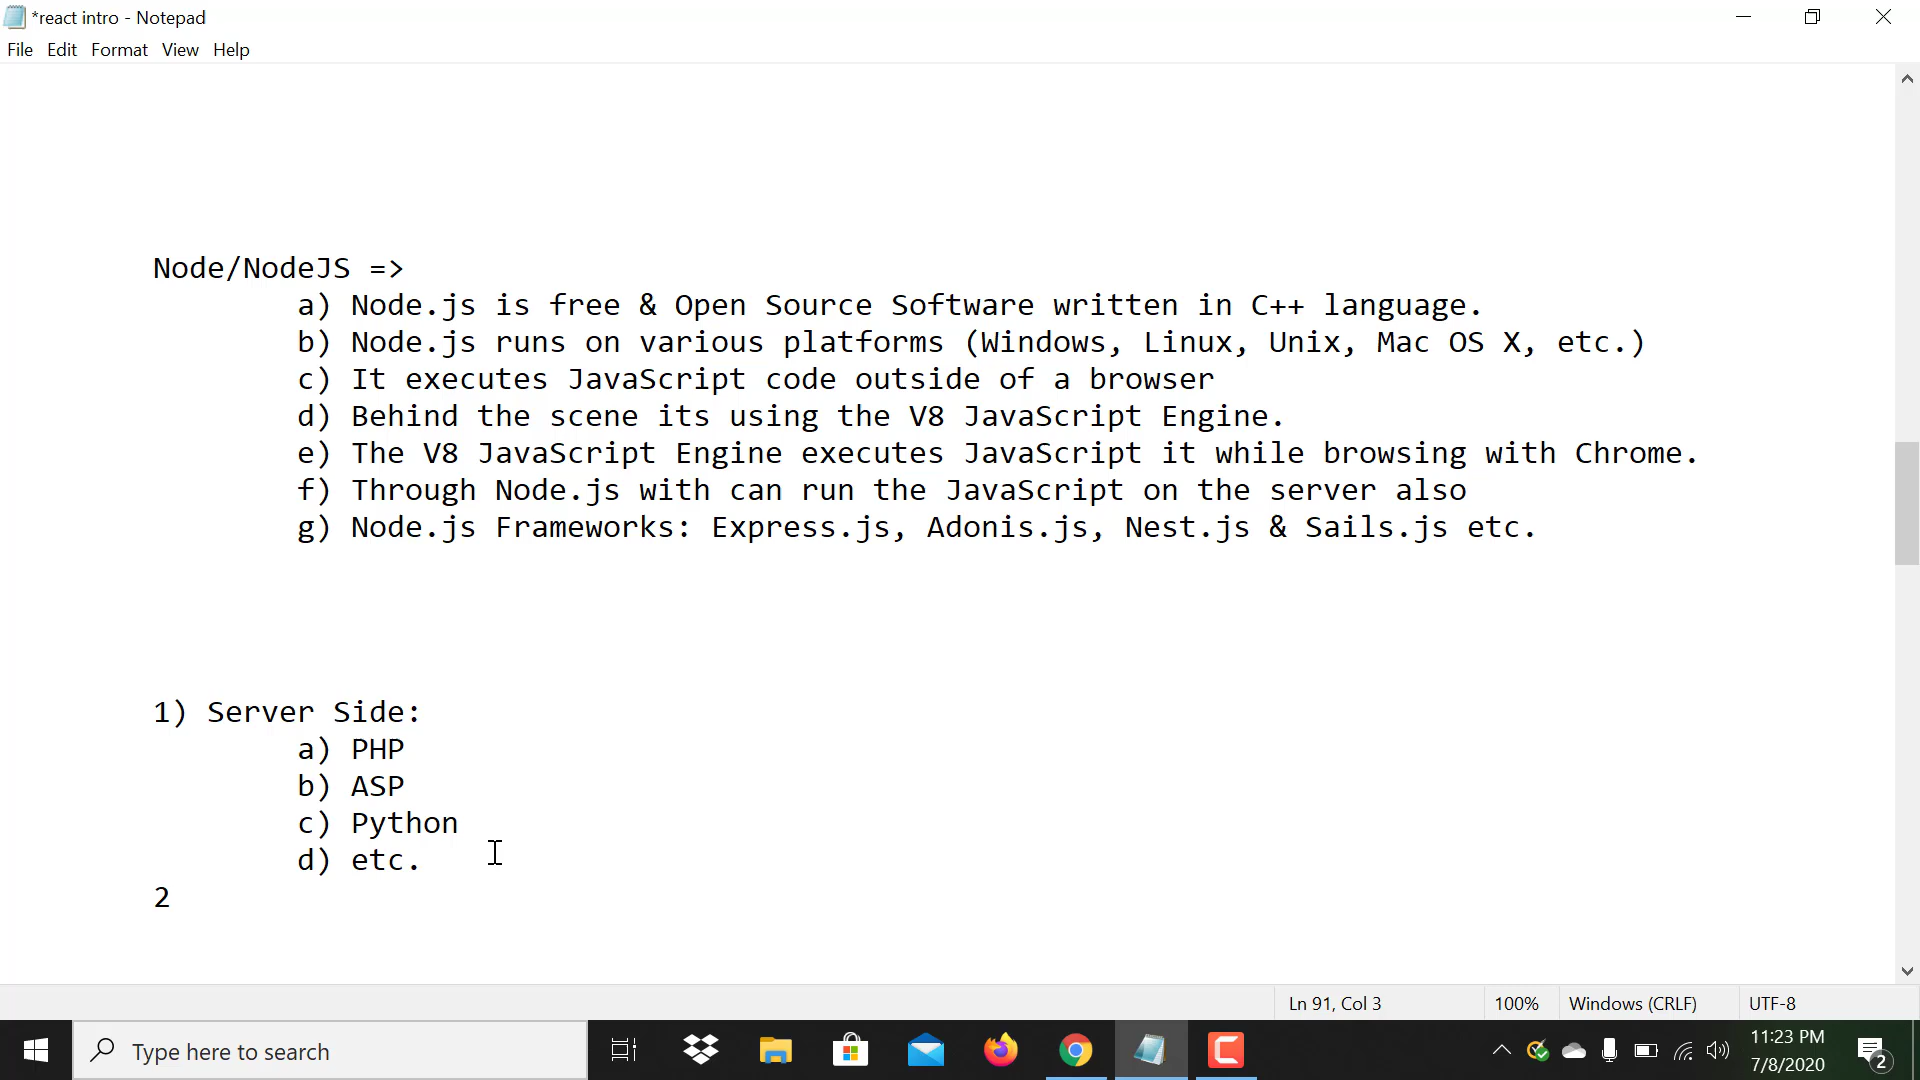 *react intro - Notepad
File Edit Format View Help
Node/NodeJS =>
a) Node.js is free & Open Source Software written in C++ language.
b) Node.js runs on various platforms (Windows, Linux, Unix, Mac OS X, etc.)
c) It executes JavaScript code outside of a browser
d) Behind the scene its using the V8 JavaScript Engine.
e) The V8 JavaScript Engine executes JavaScript it while browsing with Chrome.
f) Through Node.js with can run the JavaScript on the server also
g) Node.js Frameworks: Express.js, Adonis.js, Nest.js & Sails.js etc.
1) Server Side:
a) PHP
b) ASP
c) Python
d) etc.
2
Ln 91, Col 3 100% Windows (CRLF) UTF-8
Type here to search
11:23 PM
7/8/2020
2